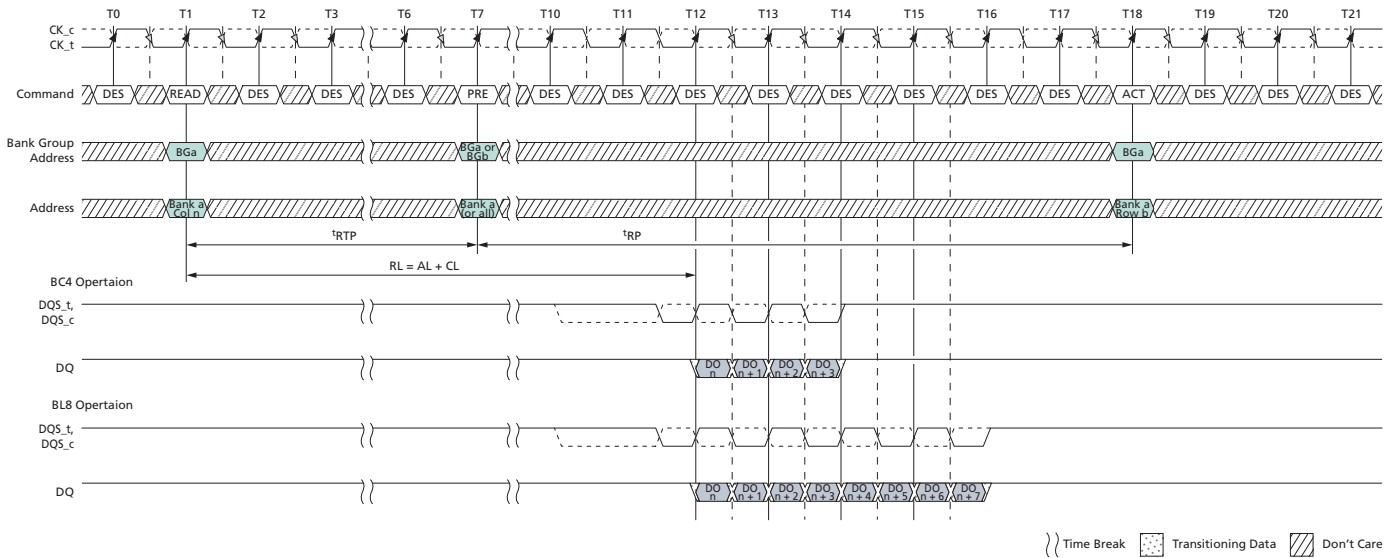 T0 T1 T2 T3 T6 T7 T10 T11 T12 T13 T14 T15 T16 T17 T18 T19 T20 T21
CK_c
CK_t
Command DES READ DES DES DES PRE DES DES DES DES DES DES DES DES ACT DES DES DES
Bank Group
Address
BGa
BGa or
BGb
BGa
Address
Bank a
Col n
Bank a
(or all)
Bank a
Row b
tRTP tRP
RL = AL + CL
BC4 Opertaion
DQS_t,
DQS_c
DQ
DO
n
DO
n + 1
DO
n + 2
DO
n + 3
BL8 Opertaion
DQS_t,
DQS_c
DQ
DO
n
DO
n + 1
DO
n + 2
DO
n + 3
DO
n + 4
DO
n + 5
DO
n + 6
DO
n + 7
Time Break Transitioning Data Don't Care